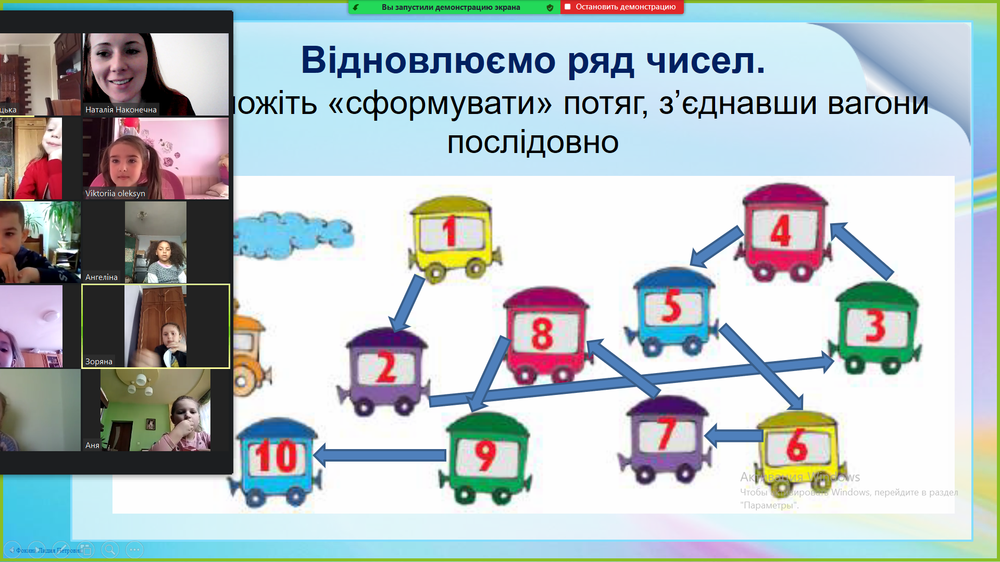 Вы запустили демонстрацию экрана
Остановить демонстрацию
Відновлюємо ряд чисел.
ожіть «сформувати» потяг, з’єднавши вагони
послідовно
цька
Наталія Наконечна
Viktoriia oleksyn
Ангеліна
Зоряна
Аня
1
4
5
3
8
2
7
6
10
9
Активация Windows
Чтобы активировать Windows, перейдите в раздел
"Параметры".
© Фокина Лидия Петровна